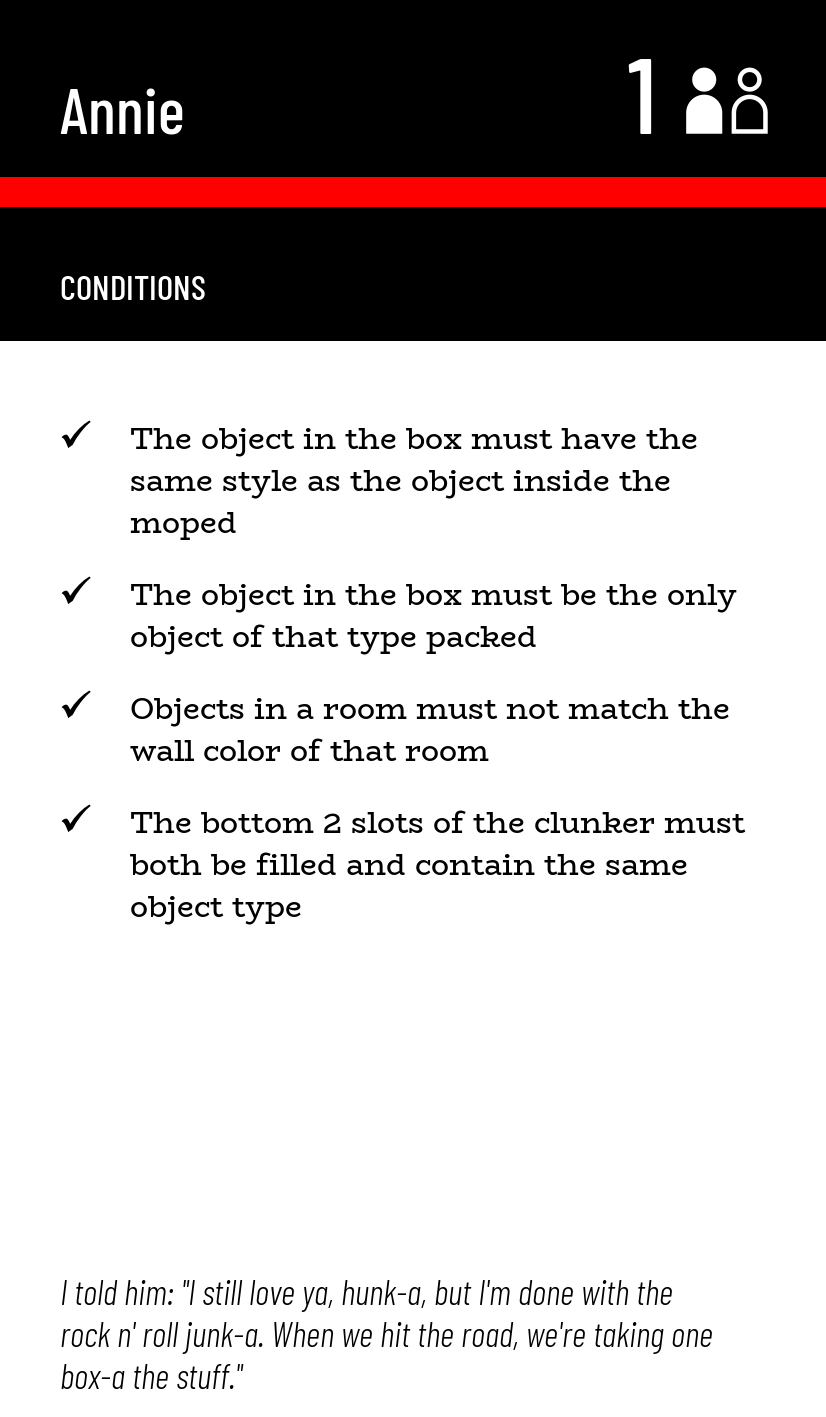 Annie
1
CONDITIONS
✓ The object in the box must have the
same style as the object inside the
moped
✓ The object in the box must be the only
object of that type packed
✓ Objects in a room must not match the
wall color of that room
✓ The bottom 2 slots of the clunker must
both be filled and contain the same
object type
I told him: "I still love ya, hunk-a, but I'm done with the
rock n' roll junk-a. When we hit the road, we're taking one
box-a the stuff."